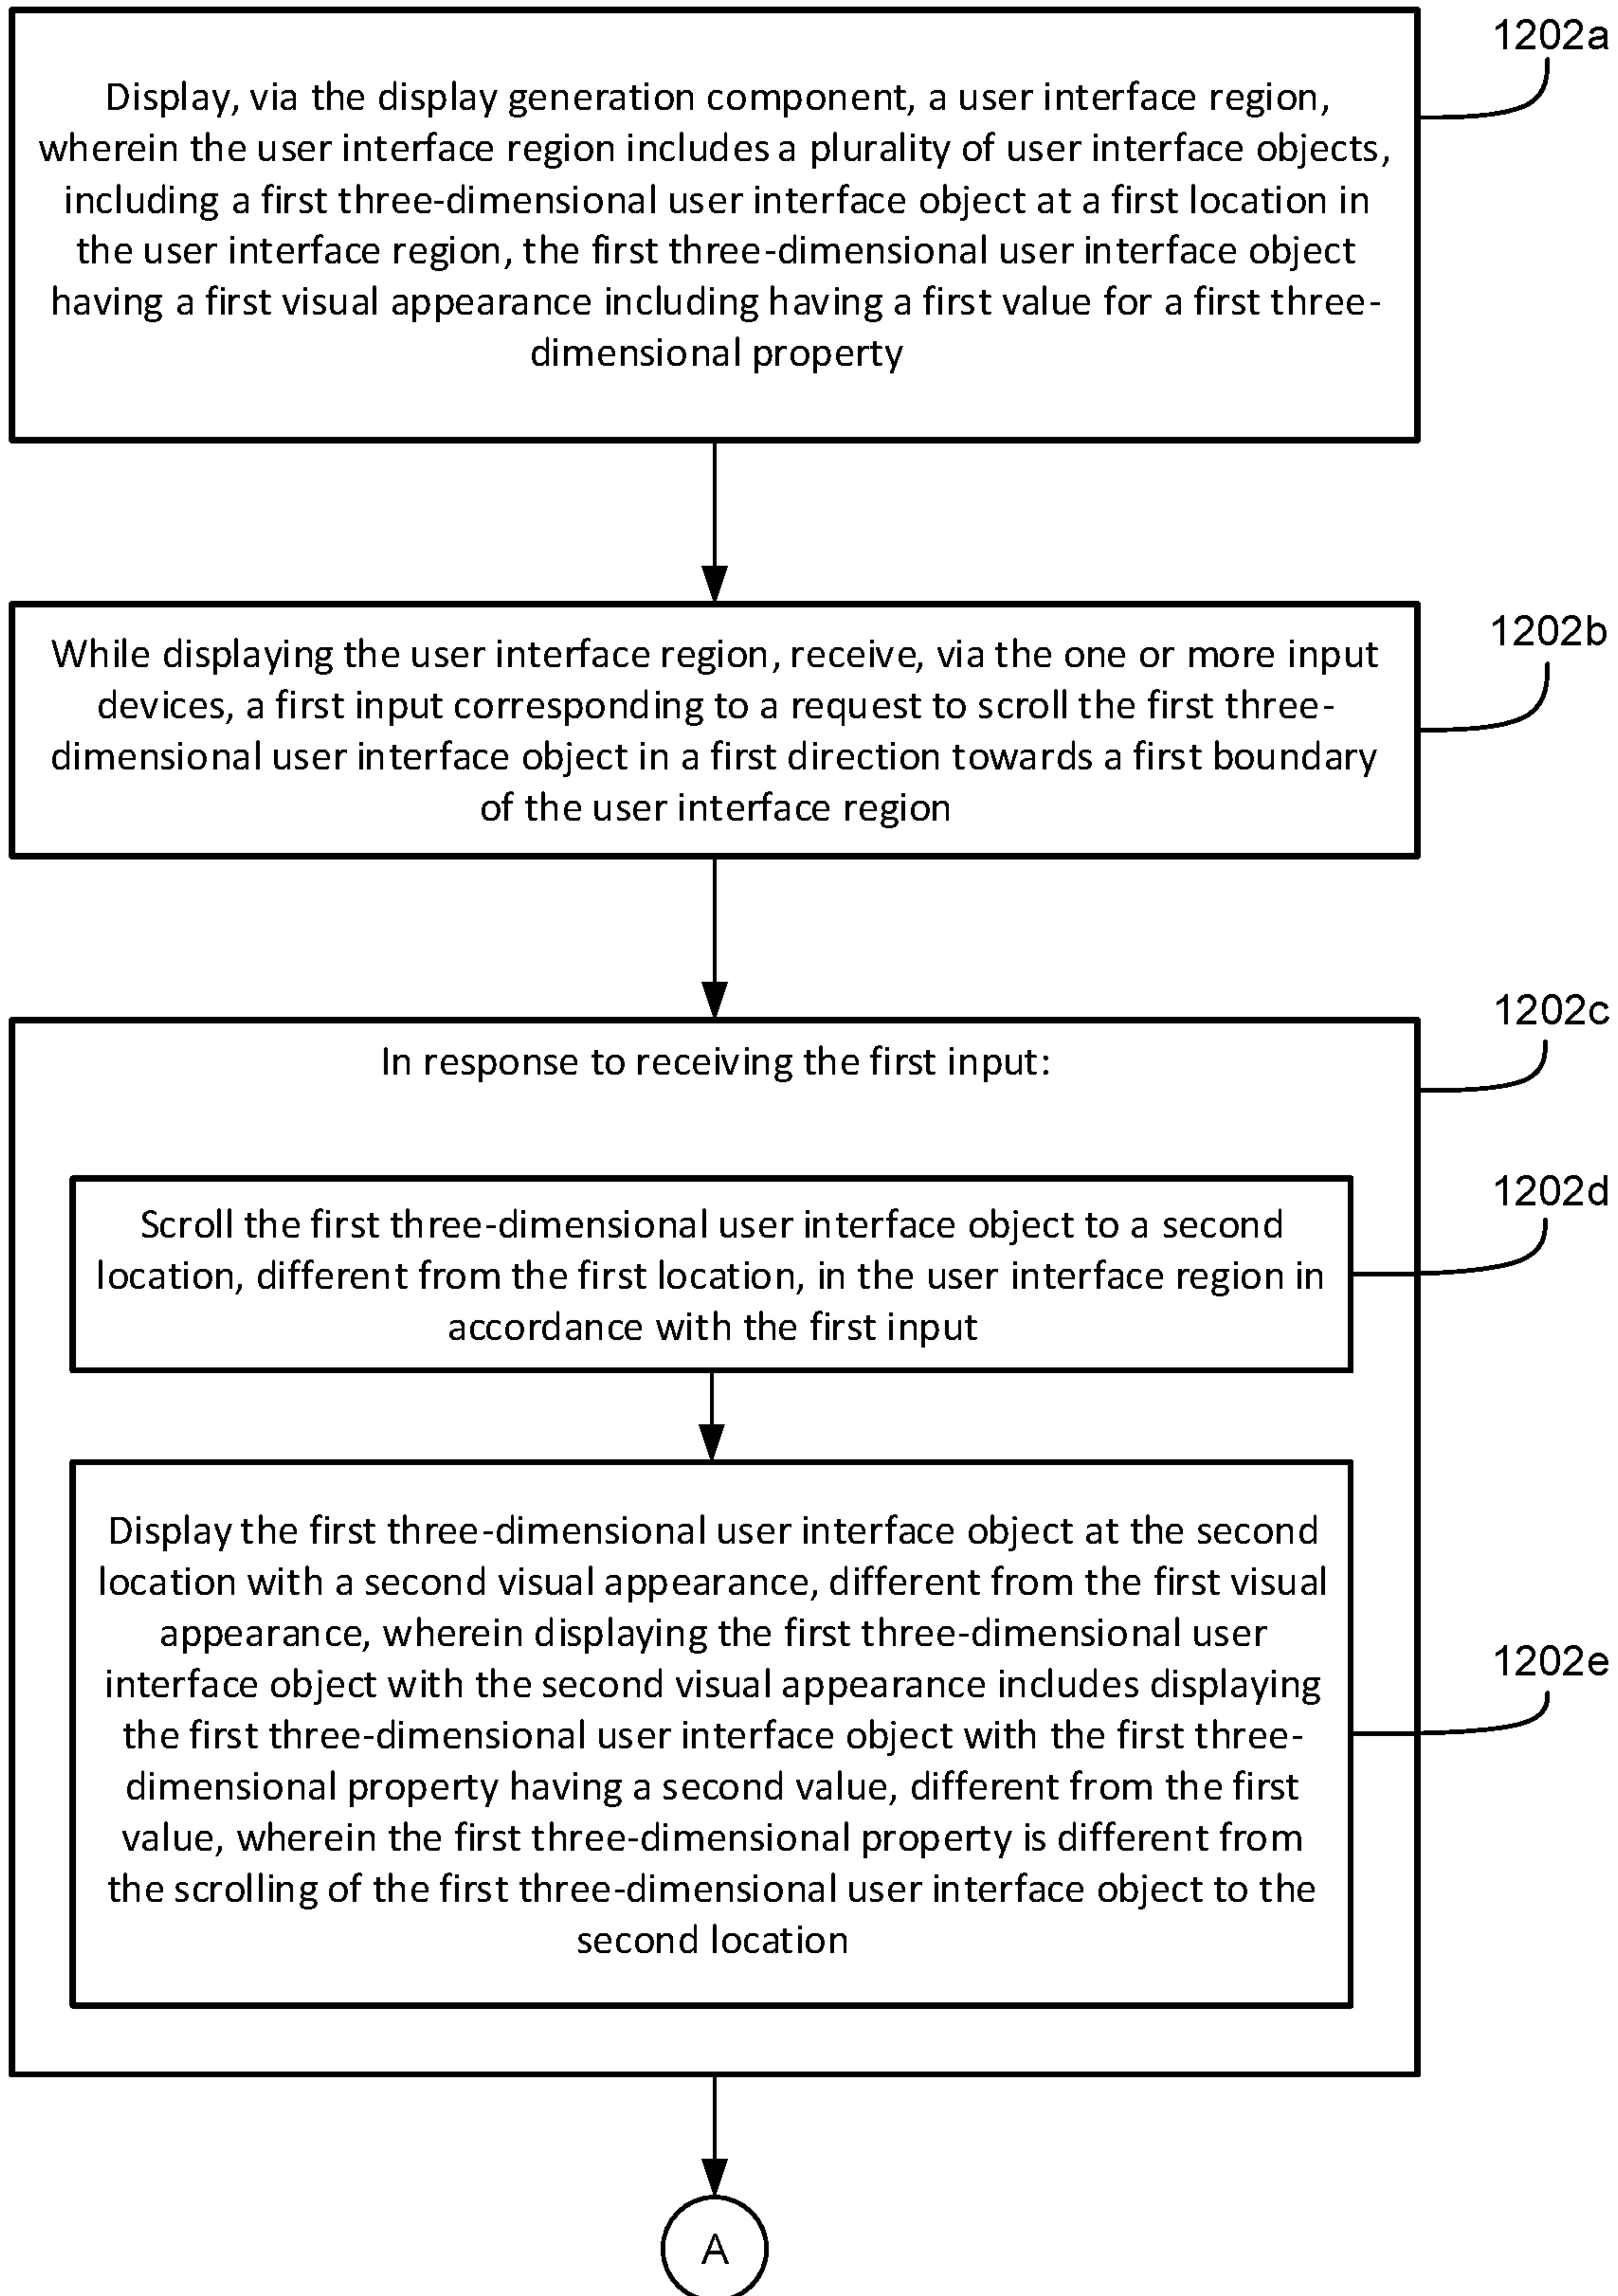 1202a
Display, via the display generation component, a user interface region,
wherein the user interface region includes a plurality of user interface objects,
including a first three-dimensional user interface object at a first location in
the user interface region, the first three-dimensional user interface object
having a first visual appearance including having a first value for a first three-
dimensional property
1202b
While displaying the user interface region, receive, via the one or more input
devices, a first input corresponding to a request to scroll the first three-
dimensional user interface object in a first direction towards a first boundary
of the user interface region
1202c
In response to receiving the first input:
1202d
Scroll the first three-dimensional user interface object to a second
location, different from the first location, in the user interface region in
accordance with the first input
Display the first three-dimensional user interface object at the second
location with a second visual appearance, different from the first visual
appearance, wherein displaying the first three-dimensional user
interface object with the second visual appearance includes displaying
the first three-dimensional user interface object with the first three-
dimensional property having a second value, different from the first
value, wherein the first three-dimensional property is different from
the scrolling of the first three-dimensional user interface object to the
second location
1202e
A